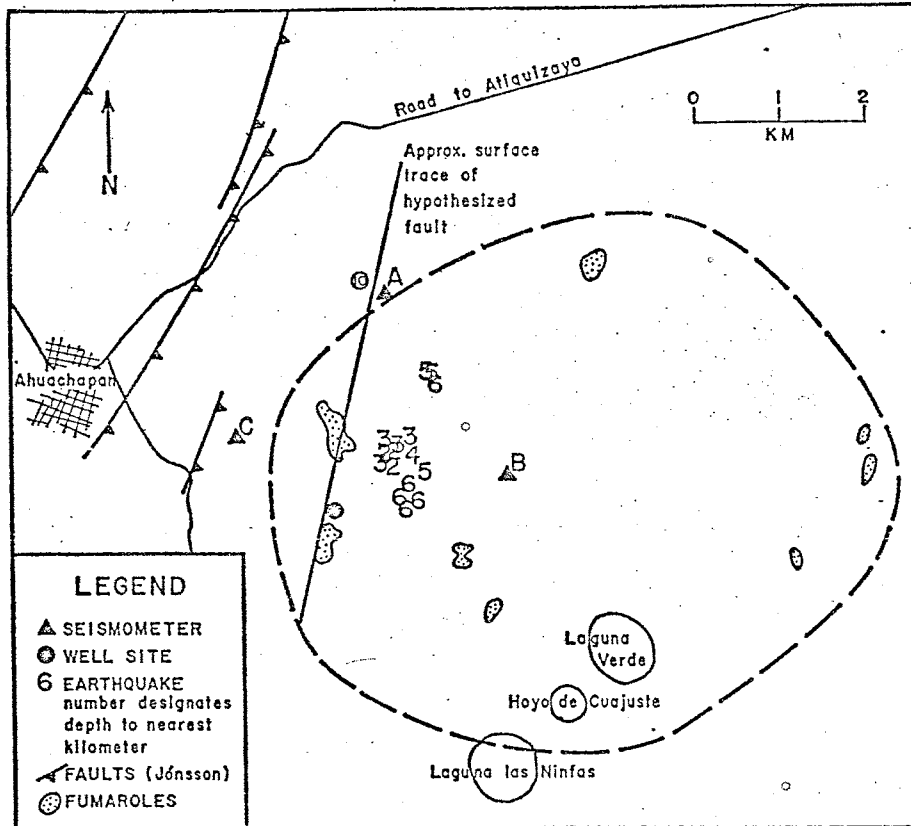 Road to Atiquizaya
0 1 2
KM
Approx. surface
trace of
hypothesized
fault
N
A
5
6
Ahuachapan
C
3 3 3
3 4
3 2 5
6
6 6
6
B
LEGEND
SEISMOMETER
WELL SITE
6 EARTHQUAKE
number designates
depth to nearest
kilometer
FAULTS (Jónsson)
FUMAROLES
Laguna
Verde
Hoyo de Cuajuste
Laguna las Ninfas